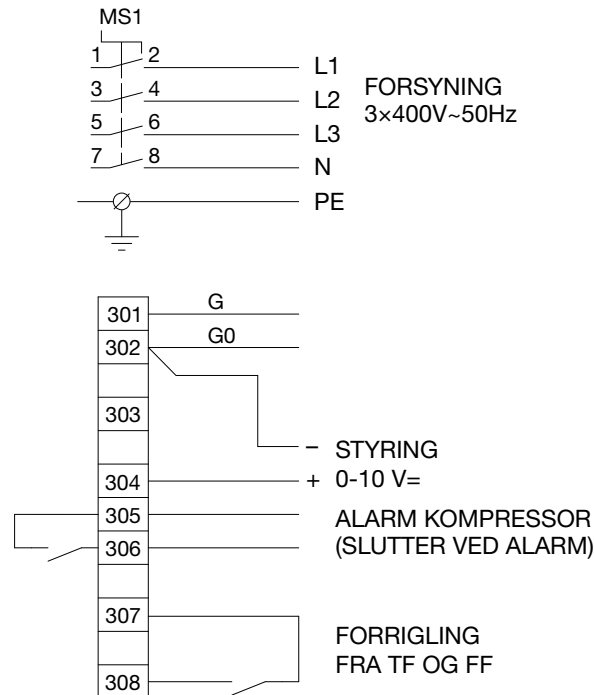 MS1
1 2 L1
3 4 L2
5 6 L3
7 8 N
PE
FORSYNING
3×400V~50Hz
301 G
302 G0
303
304
305
306
307
308
– STYRING
+ 0-10 V=
ALARM KOMPRESSOR
(SLUTTER VED ALARM)
FORRIGLING
FRA TF OG FF